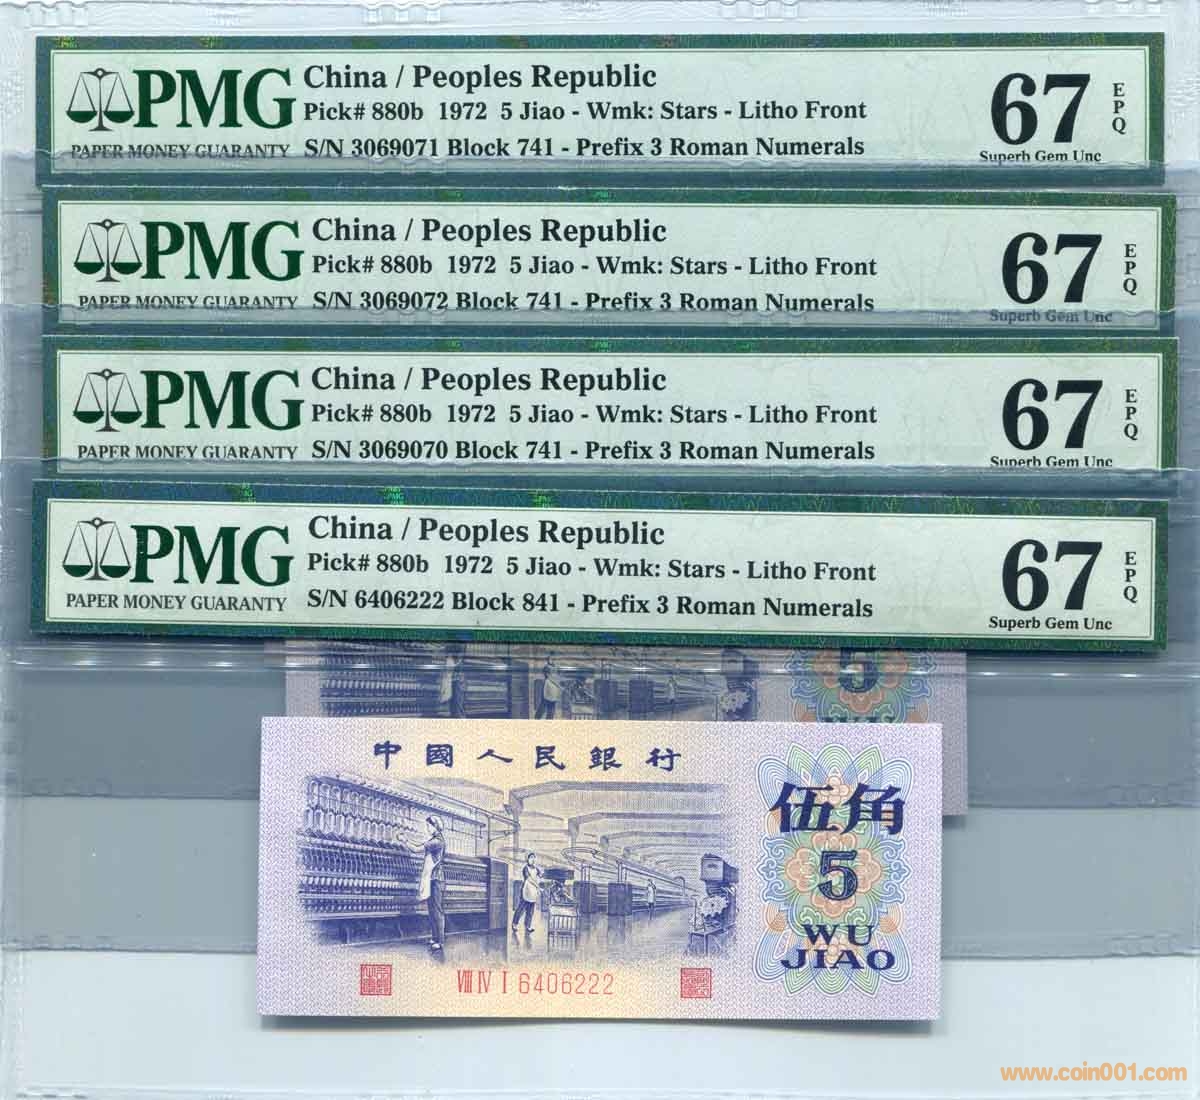 PMG
PAPER MONEY GUARANTY
China / Peoples Republic
Pick# 880b 1972 5 Jiao - Wmk: Stars - Litho Front
S/N 3069071 Block 741 - Prefix 3 Roman Numerals
67
EPQ
Superb Gem Unc
PMG
PAPER MONEY GUARANTY
China / Peoples Republic
Pick# 880b 1972 5 Jiao - Wmk: Stars - Litho Front
S/N 3069072 Block 741 - Prefix 3 Roman Numerals
67
EPQ
Superb Gem Unc
PMG
PAPER MONEY GUARANTY
China / Peoples Republic
Pick# 880b 1972 5 Jiao - Wmk: Stars - Litho Front
S/N 3069070 Block 741 - Prefix 3 Roman Numerals
67
EPQ
Superb Gem Unc
PMG
PAPER MONEY GUARANTY
China / Peoples Republic
Pick# 880b 1972 5 Jiao - Wmk: Stars - Litho Front
S/N 6406222 Block 841 - Prefix 3 Roman Numerals
67
EPQ
Superb Gem Unc
5
中國人民銀行
伍角
5
WU
JIAO
VIII IV I 6406222
www.coin001.com